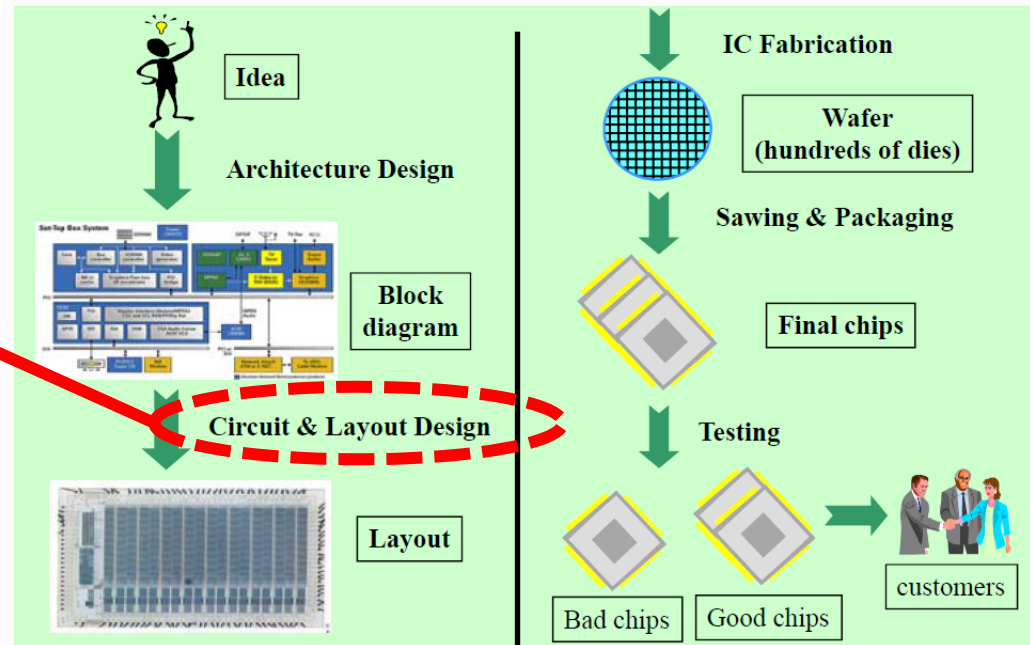 Idea
Architecture Design
Set-Top Box System
Block
diagram
Circuit & Layout Design
Layout
IC Fabrication
Wafer
(hundreds of dies)
Sawing & Packaging
Final chips
Testing
Bad chips
Good chips
customers